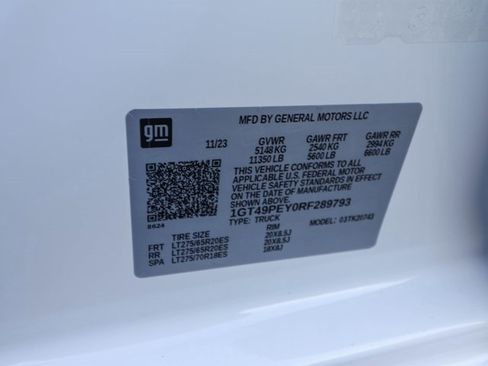 gm
MFD BY GENERAL MOTORS LLC
11/23 GVWR GAWR FRT GAWR RR
5148 KG 2540 KG 2994 KG
11350 LB 5600 LB 6600 LB
THIS VEHICLE CONFORMS TO ALL
APPLICABLE U.S. FEDERAL MOTOR
VEHICLE SAFETY STANDARDS IN EFFECT
ON THE DATE OF MANUFACTURE
SHOWN ABOVE.
1GT49PEY0RF289793
8624
TYPE: TRUCK MODEL: 03TK20743
TIRE SIZE RIM
FRT LT275/65R20ES 20X8.5J
RR LT275/65R20ES 20X8.5J
SPA LT275/70R18ES 18X8J